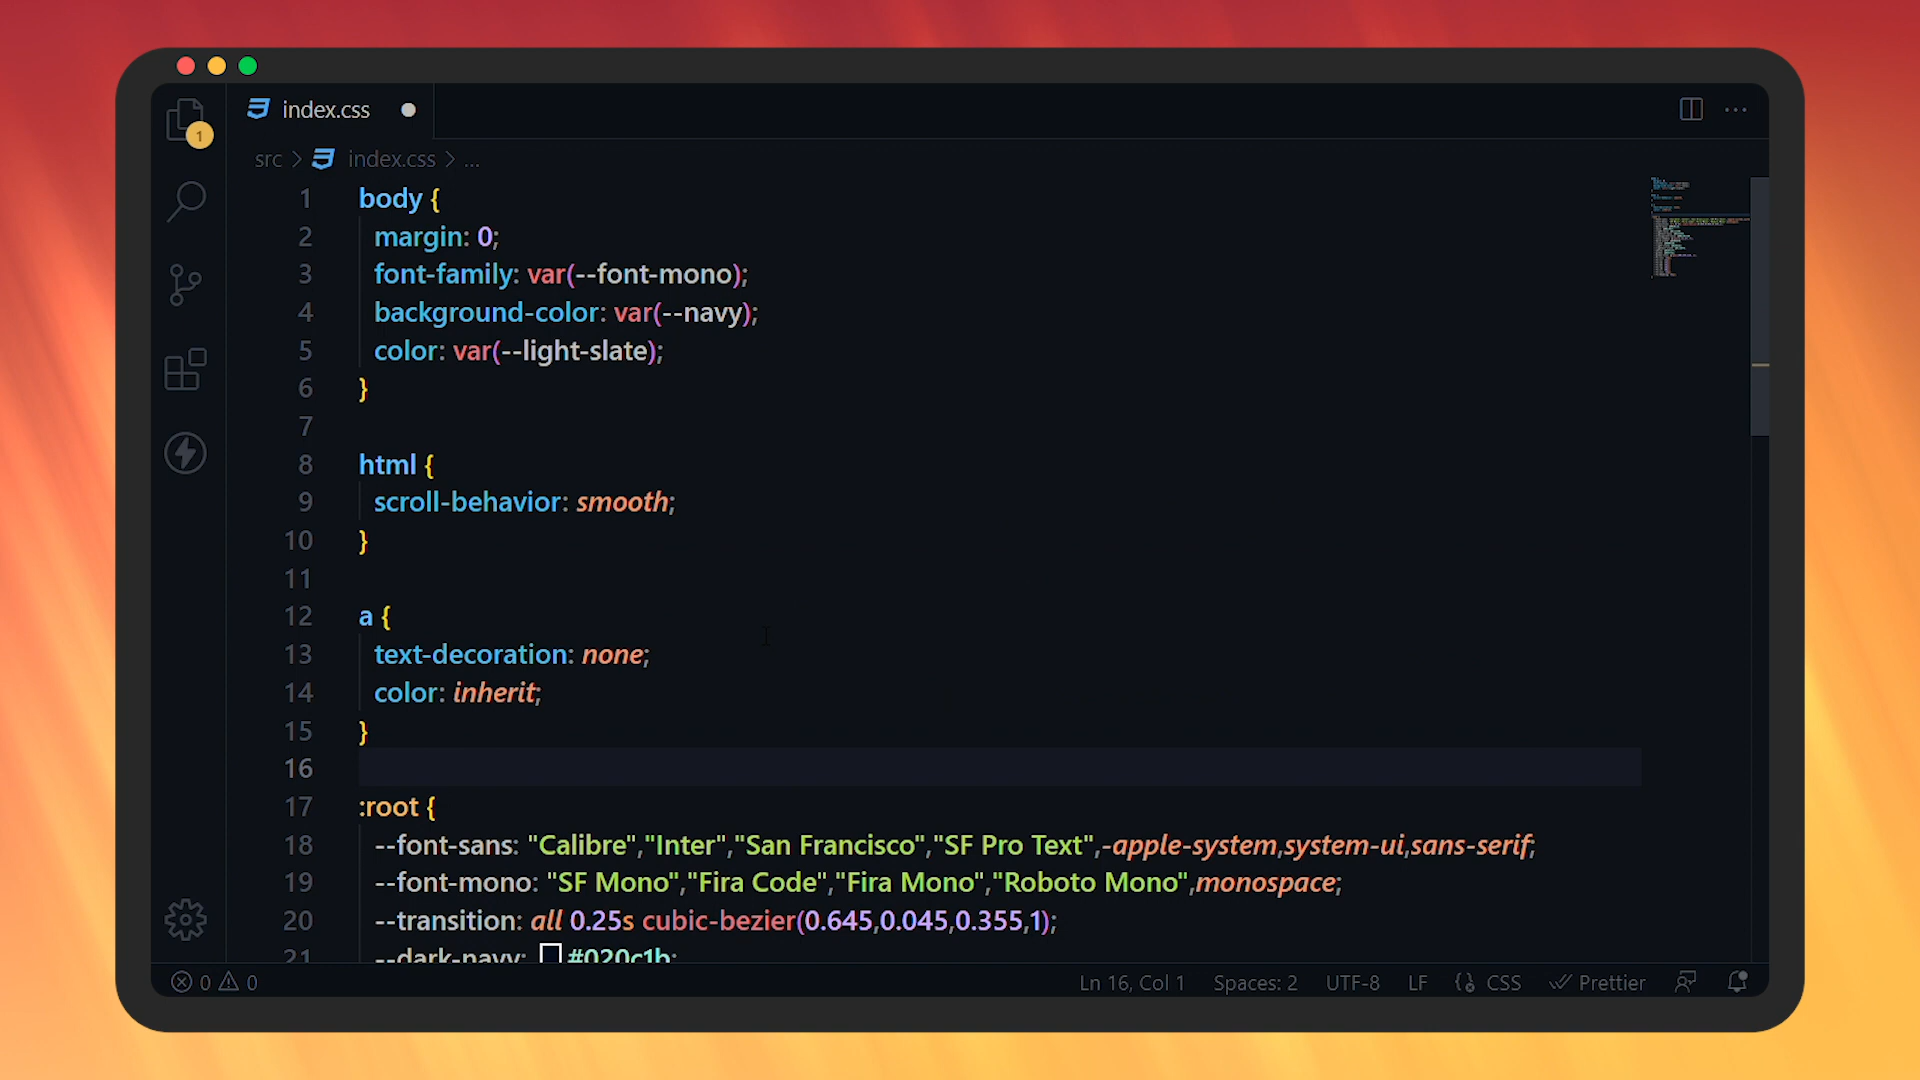 index.css
1
src > index.css > ...
1 body {
2 margin: 0;
3 font-family: var(--font-mono);
4 background-color: var(--navy);
5 color: var(--light-slate);
6 }
7
8 html {
9 scroll-behavior: smooth;
10 }
11
12 a {
13 text-decoration: none;
14 color: inherit;
15 }
16
17 :root {
18 --font-sans: "Calibre","Inter","San Francisco","SF Pro Text",-apple-system,system-ui,sans-serif;
19 --font-mono: "SF Mono","Fira Code","Fira Mono","Roboto Mono",monospace;
20 --transition: all 0.25s cubic-bezier(0.645,0.045,0.355,1);
21 --dark-navy: #020c1b;
0 0 Ln 16, Col 1 Spaces: 2 UTF-8 LF {} CSS Prettier